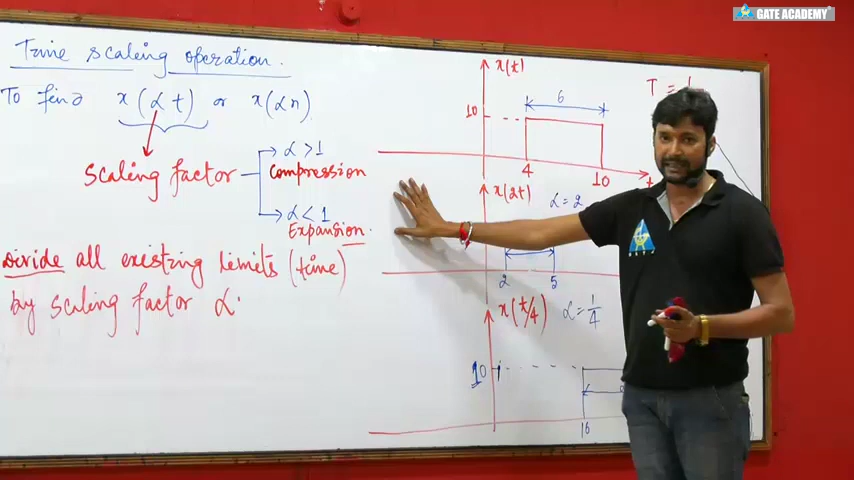 GATE ACADEMY
Time scaling operation.
To find x(αt) or x(αn)
Scaling factor
α>1
Compression
α<1
Expansion.
Divide all existing limits (time)
by scaling factor α.
x(t)
T =
6
10
4
10
t
x(2t)
α=2
2
5
x(t/4)
α=1/4
10
16